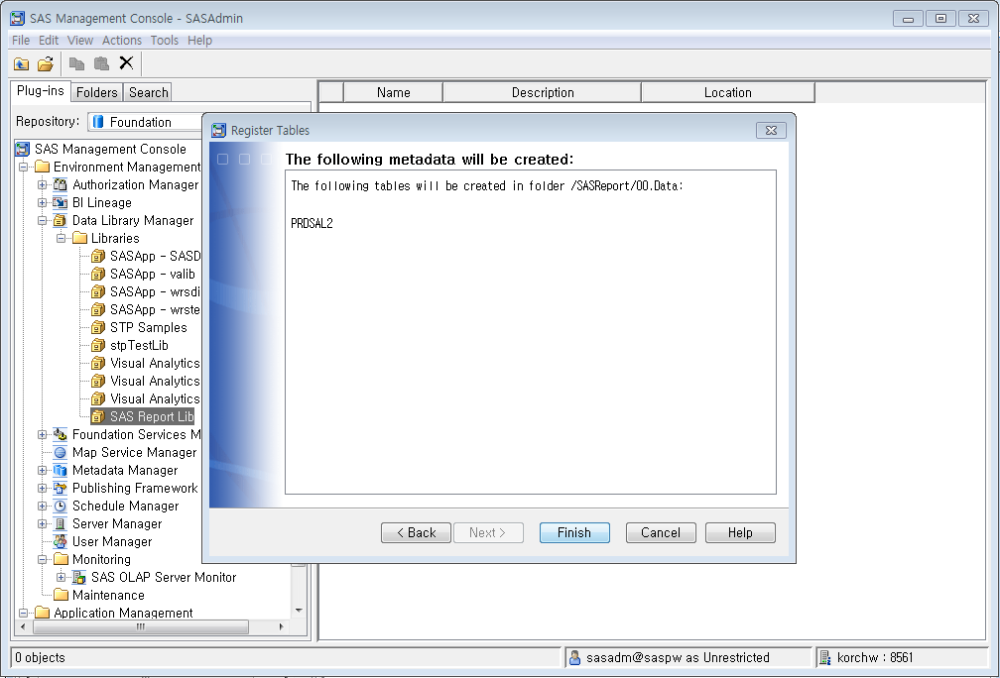 SAS Management Console - SASAdmin
File Edit View Actions Tools Help
Plug-ins Folders Search
Repository: Foundation
Name Description Location
SAS Management Console
Environment Management
Authorization Manager
BI Lineage
Data Library Manager
Libraries
SASApp - SASD
SASApp - valib
SASApp - wrsdi
SASApp - wrste
STP Samples
stpTestLib
Visual Analytics
Visual Analytics
Visual Analytics
SAS Report Lib
Foundation Services M
Map Service Manager
Metadata Manager
Publishing Framework
Schedule Manager
Server Manager
User Manager
Monitoring
SAS OLAP Server Monitor
Maintenance
Application Management
Register Tables
The following metadata will be created:
The following tables will be created in folder /SASReport/00.Data:
PRDSAL2
< Back Next > Finish Cancel Help
0 objects
sasadm@saspw as Unrestricted
korchw : 8561